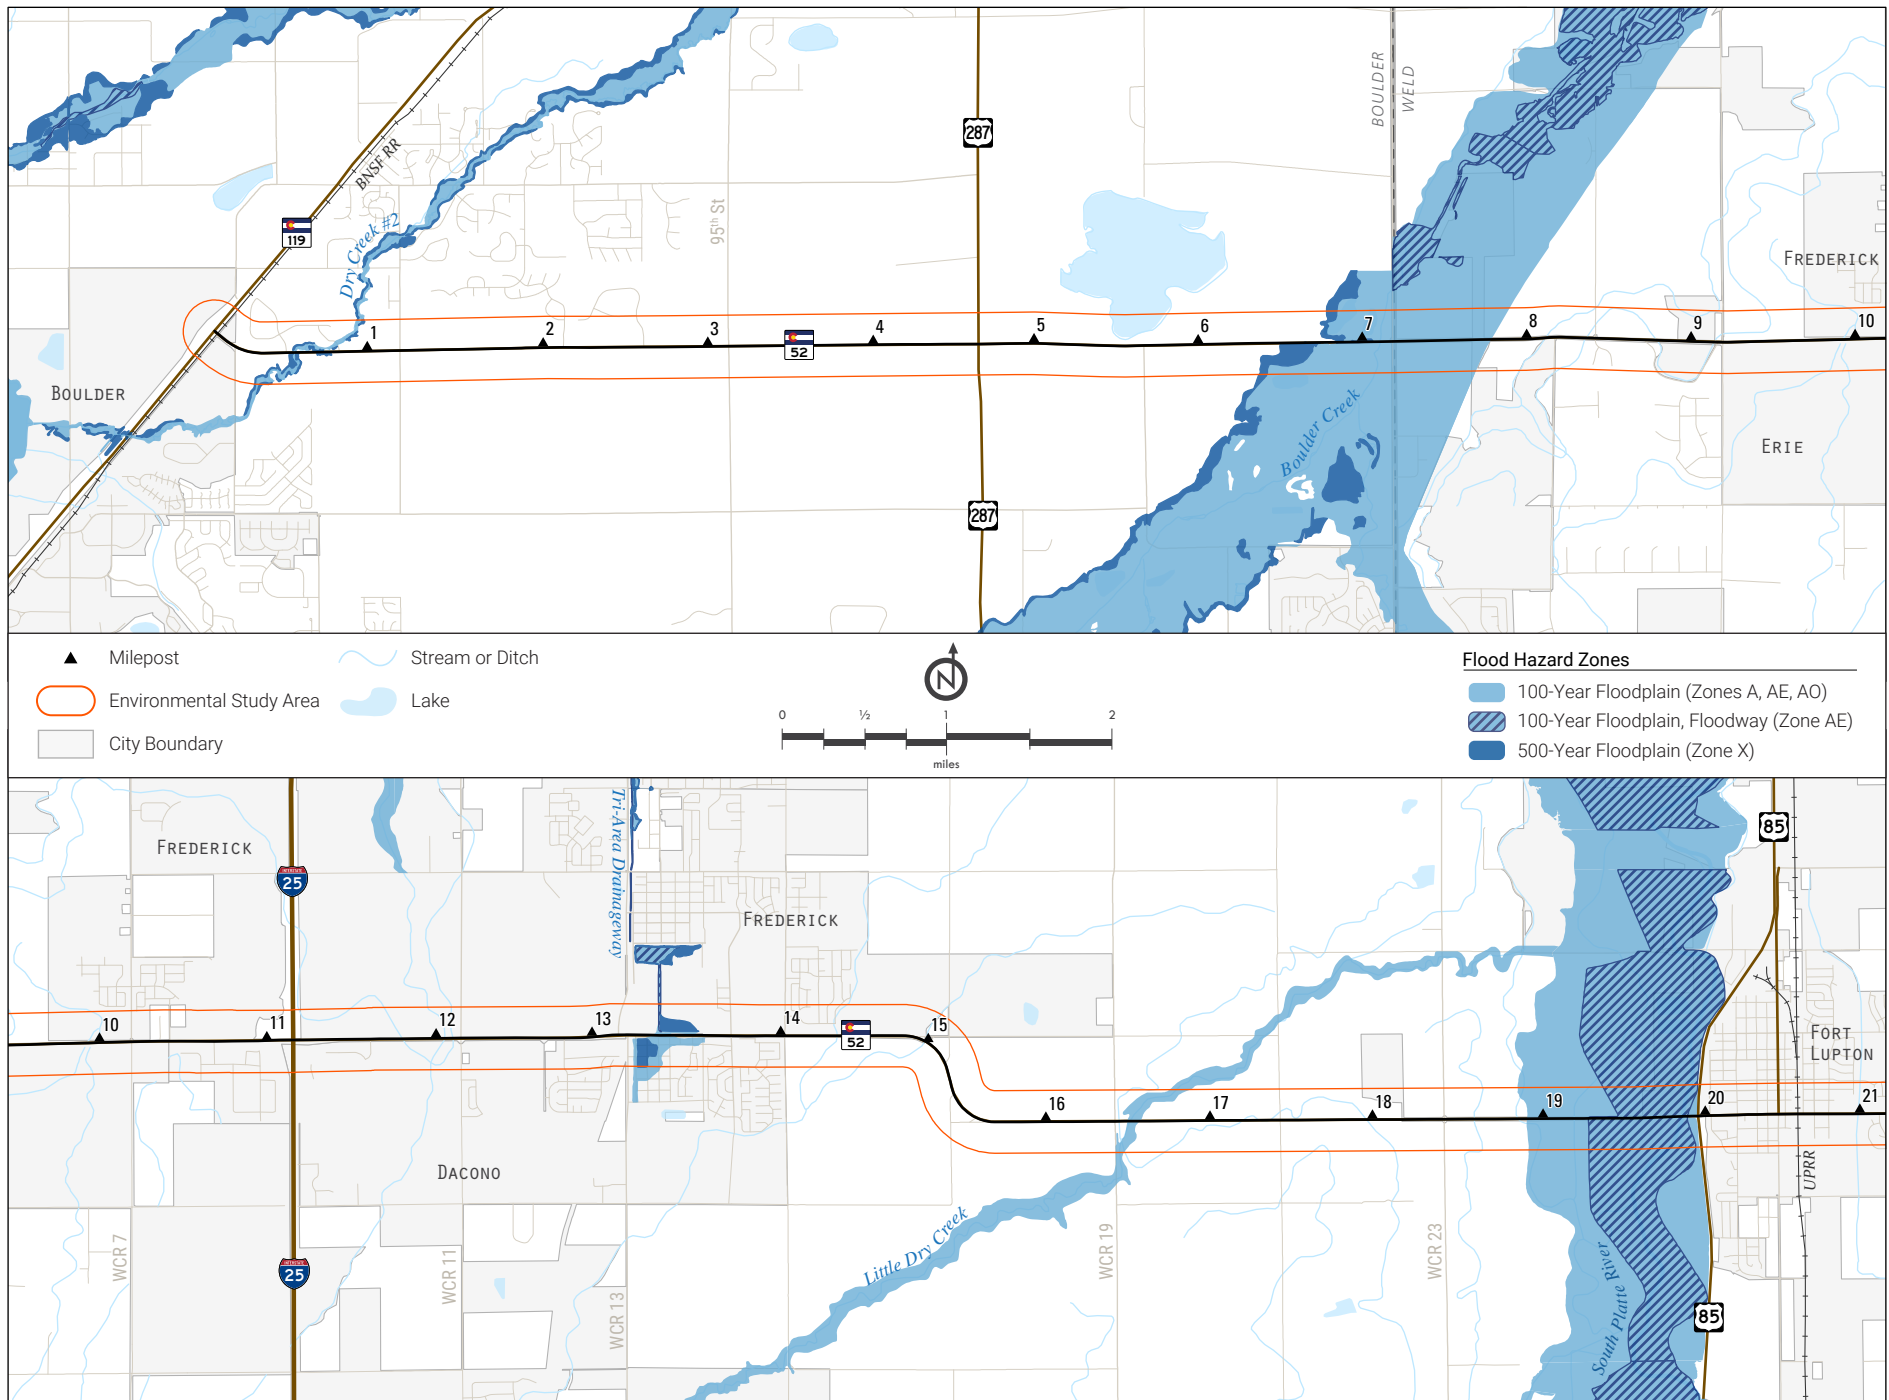 BOULDER
WELD
287
BNSF RR
95th St
119
Dry Creek #2
FREDERICK
1
2
3
52
4
5
6
7
8
9
10
BOULDER
Boulder Creek
ERIE
287
Milepost
Environmental Study Area
City Boundary
Stream or Ditch
Lake
N
0
½
1
2
miles
Flood Hazard Zones
100-Year Floodplain (Zones A, AE, AO)
100-Year Floodplain, Floodway (Zone AE)
500-Year Floodplain (Zone X)
FREDERICK
INTERSTATE
25
Tri-Area Drainageway
FREDERICK
85
10
11
12
13
14
52
15
16
17
18
19
20
21
FORT
LUPTON
DACONO
UPRR
Little Dry Creek
South Platte River
WCR 7
INTERSTATE
25
WCR 11
WCR 13
WCR 19
WCR 23
85